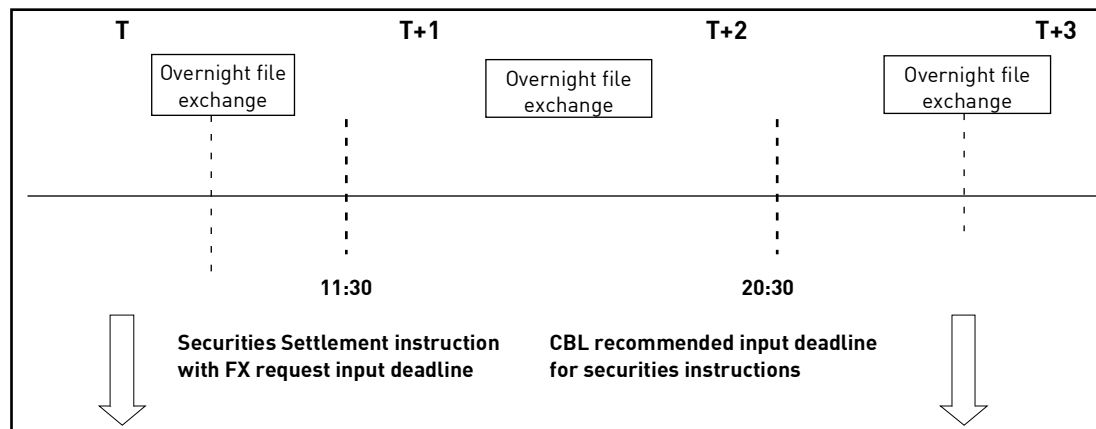 T
T+1
T+2
T+3
Overnight file
exchange
Overnight file
exchange
Overnight file
exchange
11:30
20:30
Securities Settlement instruction
with FX request input deadline
CBL recommended input deadline
for securities instructions